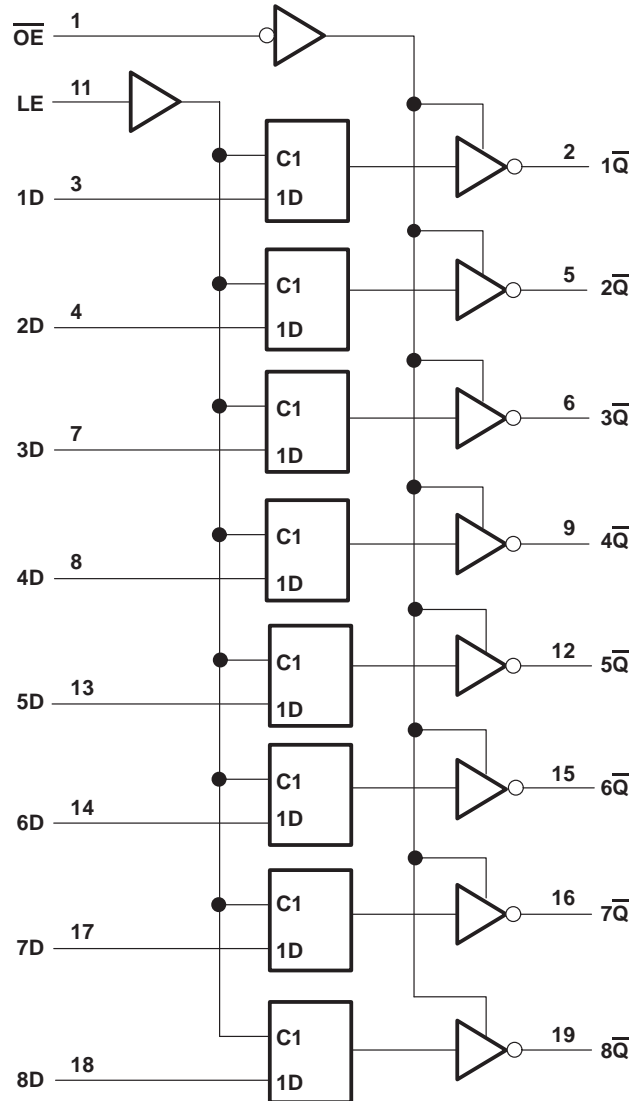 O̅E̅ 1
LE 11
C1
1D 3 1D 2 1Q̅
C1
2D 4 1D 5 2Q̅
C1
3D 7 1D 6 3Q̅
C1
4D 8 1D 9 4Q̅
C1
5D 13 1D 12 5Q̅
C1
6D 14 1D 15 6Q̅
C1
7D 17 1D 16 7Q̅
C1
8D 18 1D 19 8Q̅